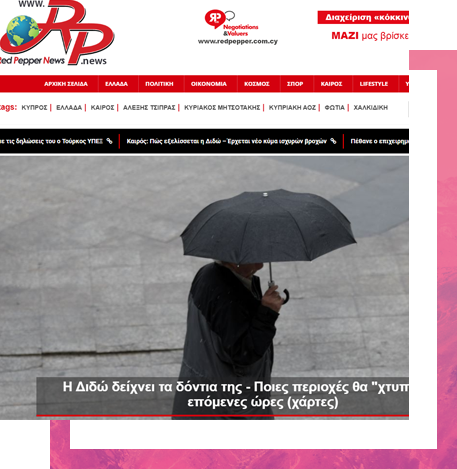 www.
RP
Red Pepper News .news
RP
Negotiations
&Valuers
www.redpepper.com.cy
Διαχείριση «κόκκιν
ΜΑΖΙ μας βρίσκε
ΑΡΧΙΚΗ ΣΕΛΙΔΑ ΕΛΛΑΔΑ ΠΟΛΙΤΙΚΗ ΟΙΚΟΝΟΜΙΑ ΚΟΣΜΟΣ ΣΠΟΡ ΚΑΙΡΟΣ LIFESTYLE
ags: ΚΥΠΡΟΣ | ΕΛΛΑΔΑ | ΚΑΙΡΟΣ | ΑΛΕΞΗΣ ΤΣΙΠΡΑΣ | ΚΥΡΙΑΚΟΣ ΜΗΤΣΟΤΑΚΗΣ | ΚΥΠΡΙΑΚΗ ΑΟΖ | ΦΩΤΙΑ | ΧΑΛΚΙΔΙΚΗ
ε τις δηλώσεις του ο Τούρκος ΥΠΕΞ Καιρός: Πώς εξελίσσεται η Διδώ – Έρχεται νέο κύμα ισχυρών βροχών Πέθανε ο επιχειρημ
Η Διδώ δείχνει τα δόντια της - Ποιες περιοχές θα "χτυπ
επόμενες ώρες (χάρτες)